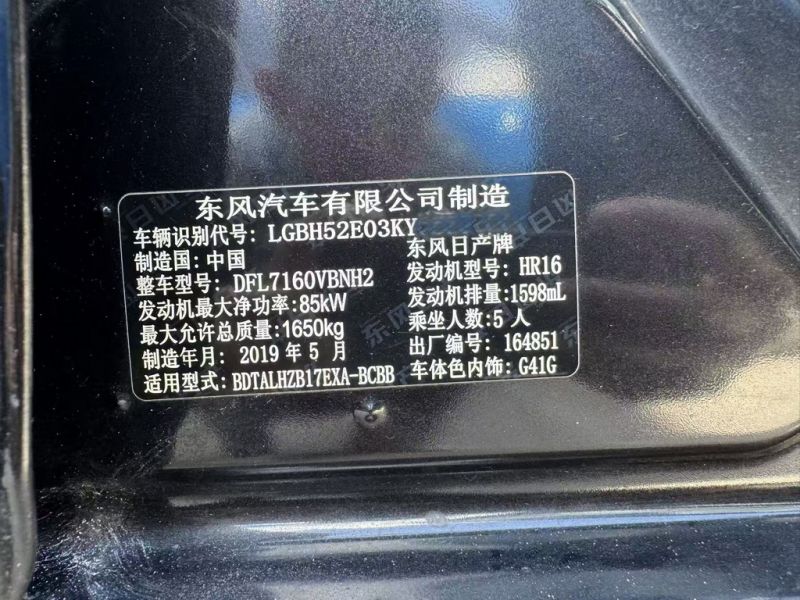 东风汽车有限公司制造
车辆识别代号: LGBH52E03KY
制造国: 中国 东风日产牌
整车型号: DFL7160VBNH2 发动机型号: HR16
发动机最大净功率:85kW 发动机排量:1598mL
最大允许总质量:1650kg 乘坐人数:5 人
制造年月: 2019 年 5 月 出厂编号: 164851
适用型式: BDTALHZB17EXA-BCBB 车体色内饰: G41G